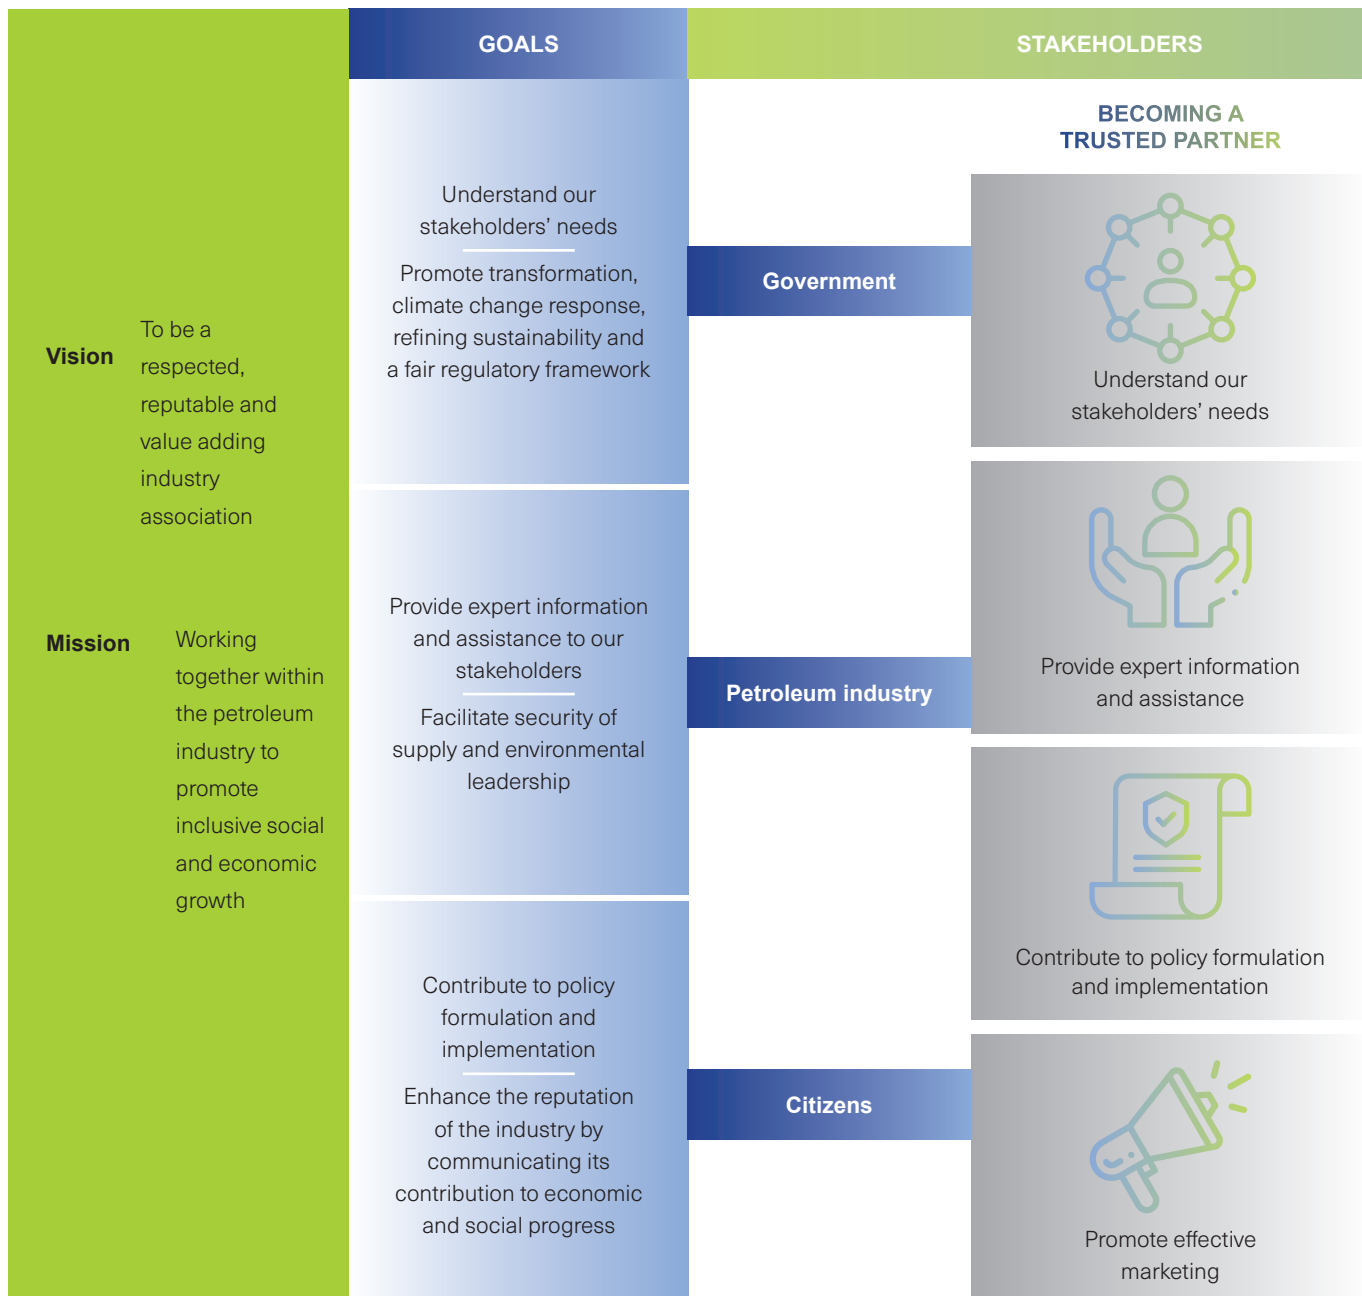 GOALS
STAKEHOLDERS
Vision
To be a
respected,
reputable and
value adding
industry
association
Mission
Working
together within
the petroleum
industry to
promote
inclusive social
and economic
growth
Understand our
stakeholders’ needs
Promote transformation,
climate change response,
refining sustainability and
a fair regulatory framework
Provide expert information
and assistance to our
stakeholders
Facilitate security of
supply and environmental
leadership
Contribute to policy
formulation and
implementation
Enhance the reputation
of the industry by
communicating its
contribution to economic
and social progress
Government
Petroleum industry
Citizens
BECOMING A
TRUSTED PARTNER
Understand our
stakeholders’ needs
Provide expert information
and assistance
Contribute to policy formulation
and implementation
Promote effective
marketing